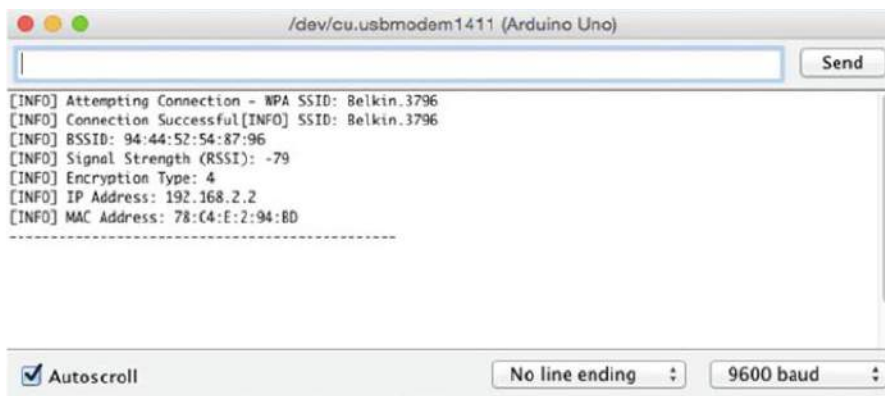 /dev/cu.usbmodem1411 (Arduino Uno)
Send
[INFO] Attempting Connection - WPA SSID: Belkin.3796
[INFO] Connection Successful[INFO] SSID: Belkin.3796
[INFO] BSSID: 94:44:52:54:87:96
[INFO] Signal Strength (RSSI): -79
[INFO] Encryption Type: 4
[INFO] IP Address: 192.168.2.2
[INFO] MAC Address: 78:C4:E:2:94:BD
------------------------------------------------
Autoscroll
No line ending
9600 baud